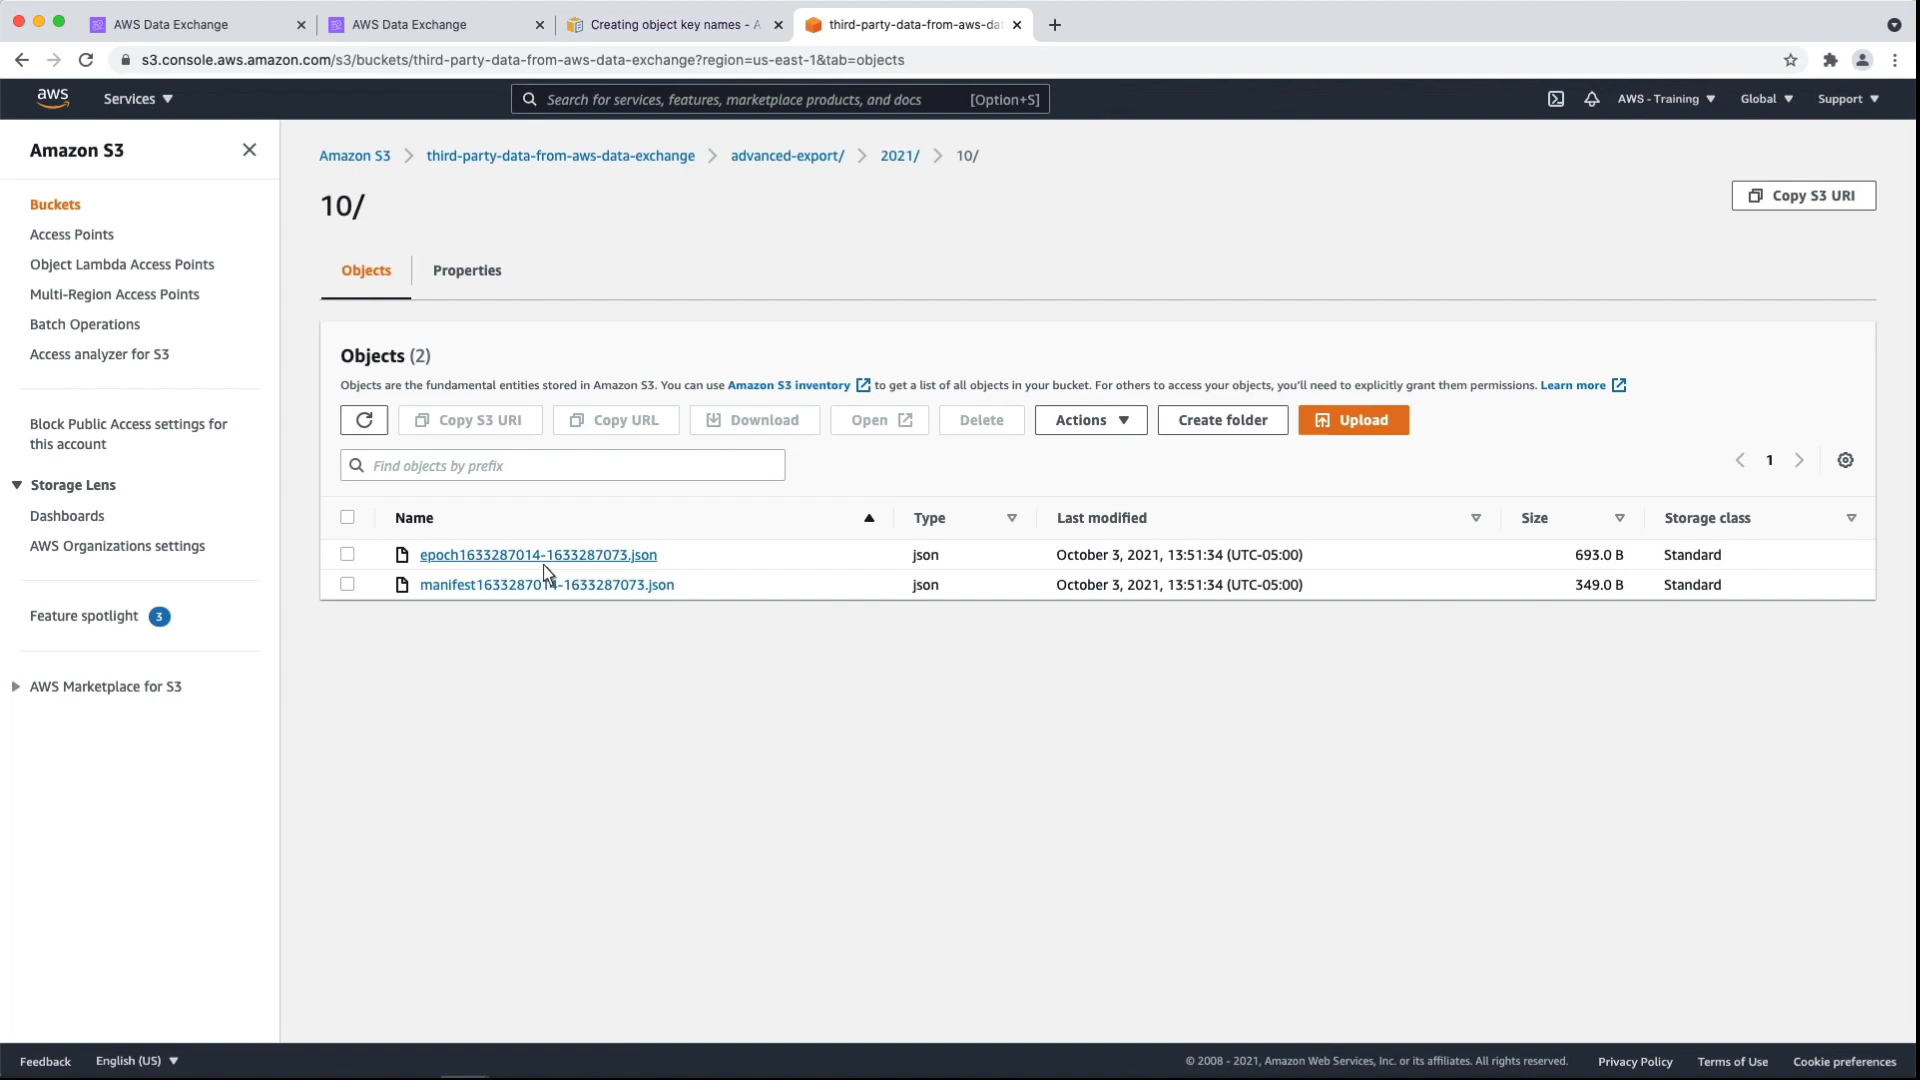 AWS Data Exchange
AWS Data Exchange
Creating object key names - A
third-party-data-from-aws-dat
s3.console.aws.amazon.com/s3/buckets/third-party-data-from-aws-data-exchange?region=us-east-1&tab=objects
aws
Services
Search for services, features, marketplace products, and docs
[Option+S]
AWS - Training
Global
Support
Amazon S3
Buckets
Access Points
Object Lambda Access Points
Multi-Region Access Points
Batch Operations
Access analyzer for S3
Block Public Access settings for
this account
Storage Lens
Dashboards
AWS Organizations settings
Feature spotlight 3
AWS Marketplace for S3
Amazon S3 > third-party-data-from-aws-data-exchange > advanced-export/ > 2021/ > 10/
10/
Copy S3 URI
Objects
Properties
Objects (2)
Objects are the fundamental entities stored in Amazon S3. You can use Amazon S3 inventory to get a list of all objects in your bucket. For others to access your objects, you'll need to explicitly grant them permissions. Learn more
Copy S3 URI
Copy URL
Download
Open
Delete
Actions
Create folder
Upload
Find objects by prefix
1
Name Type Last modified Size Storage class
epoch1633287014-1633287073.json json October 3, 2021, 13:51:34 (UTC-05:00) 693.0 B Standard
manifest1633287014-1633287073.json json October 3, 2021, 13:51:34 (UTC-05:00) 349.0 B Standard
Feedback
English (US)
© 2008 - 2021, Amazon Web Services, Inc. or its affiliates. All rights reserved.
Privacy Policy
Terms of Use
Cookie preferences